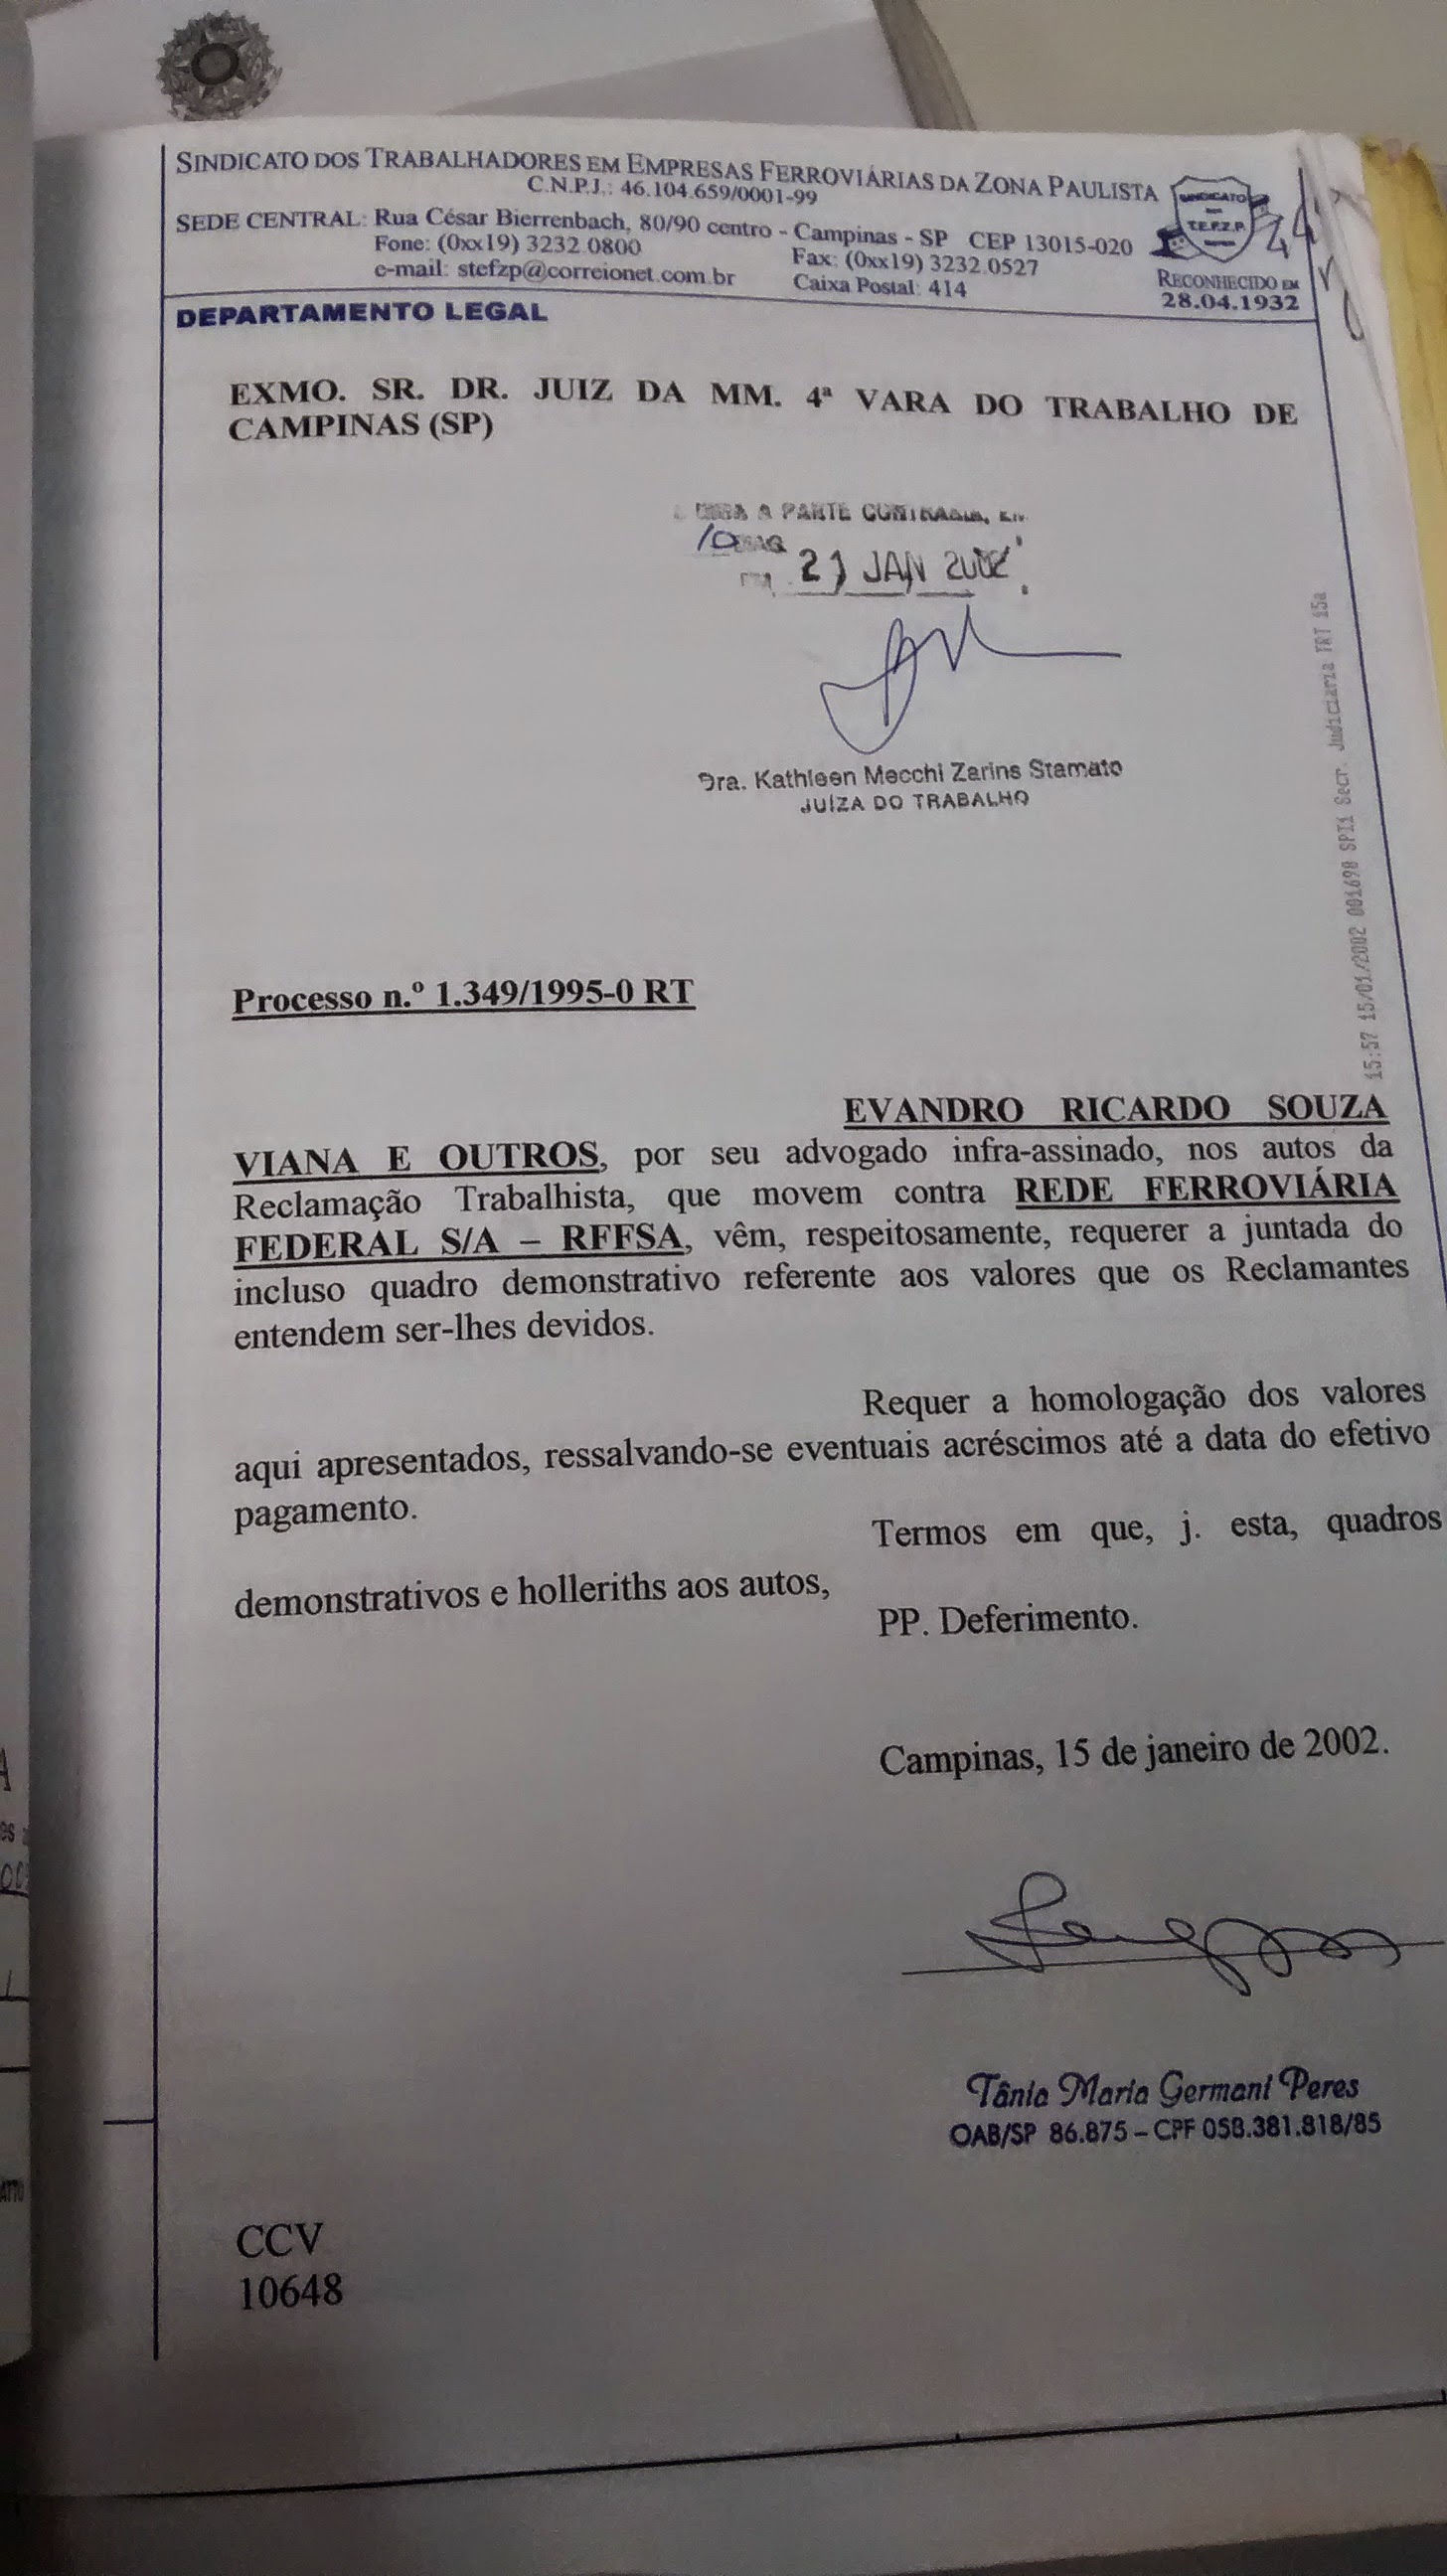 SINDICATO DOS TRABALHADORES EM EMPRESAS FERROVIÁRIAS DA ZONA PAULISTA
C.N.P.J.: 46.104.659/0001-99
SEDE CENTRAL: Rua César Bierrenbach, 80/90 centro - Campinas - SP CEP 13015-020
Fone: (0xx19) 3232 0800 Fax: (0xx19) 3232.0527
e-mail: stefzp@correionet.com.br Caixa Postal: 414
SINDICATO
T.E.F.Z.P.
RECONHECIDO EM
28.04.1932
DEPARTAMENTO LEGAL
EXMO. SR. DR. JUIZ DA MM. 4ª VARA DO TRABALHO DE
CAMPINAS (SP)
A PARTE CONTRARIA, EM
10
JAN 2002
Dra. Kathleen Mecchi Zarins Stamato
JUÍZA DO TRABALHO
15:57 15/01/2002 001698 SPI1 Secr. Judiciaria TRT 15a
Processo n.º 1.349/1995-0 RT
EVANDRO RICARDO SOUZA
VIANA E OUTROS, por seu advogado infra-assinado, nos autos da
Reclamação Trabalhista, que movem contra REDE FERROVIÁRIA
FEDERAL S/A – RFFSA, vêm, respeitosamente, requerer a juntada do
incluso quadro demonstrativo referente aos valores que os Reclamantes
entendem ser-lhes devidos.
Requer a homologação dos valores
aqui apresentados, ressalvando-se eventuais acréscimos até a data do efetivo
pagamento.
Termos em que, j. esta, quadros
demonstrativos e holleriths aos autos,
PP. Deferimento.
Campinas, 15 de janeiro de 2002.
Tânia Maria Germani Peres
OAB/SP 86.875 – CPF 058.381.818/85
CCV
10648